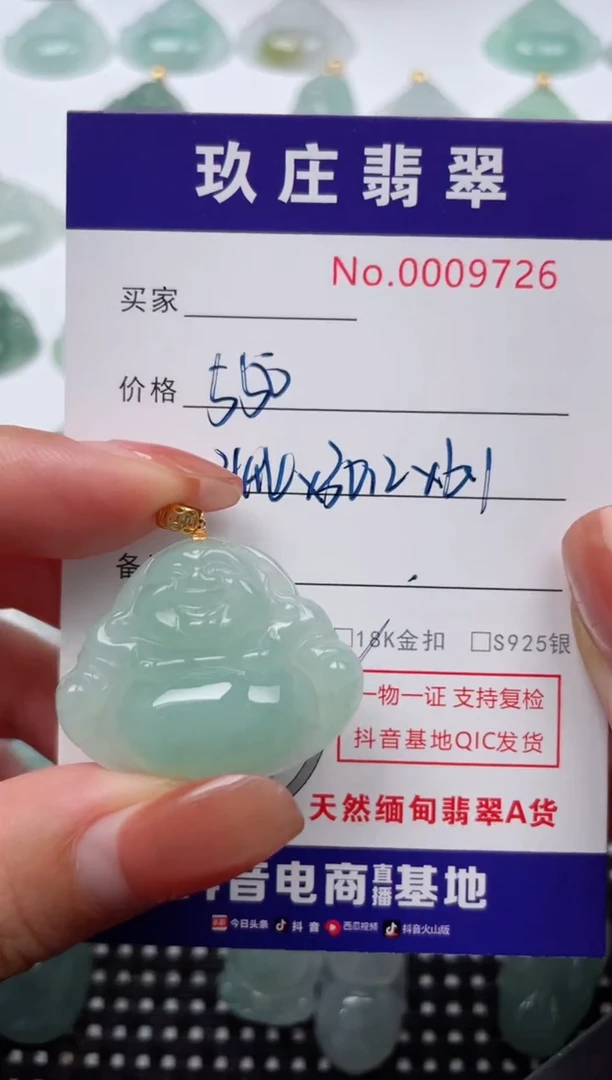 玖庄翡翠
No.0009726
买家
价格 550
备
18K金扣 □S925银
一物一证 支持复检
抖音基地QIC发货
天然缅甸翡翠A货
抖音电商直播基地
今日头条 抖音 西瓜视频 抖音火山版